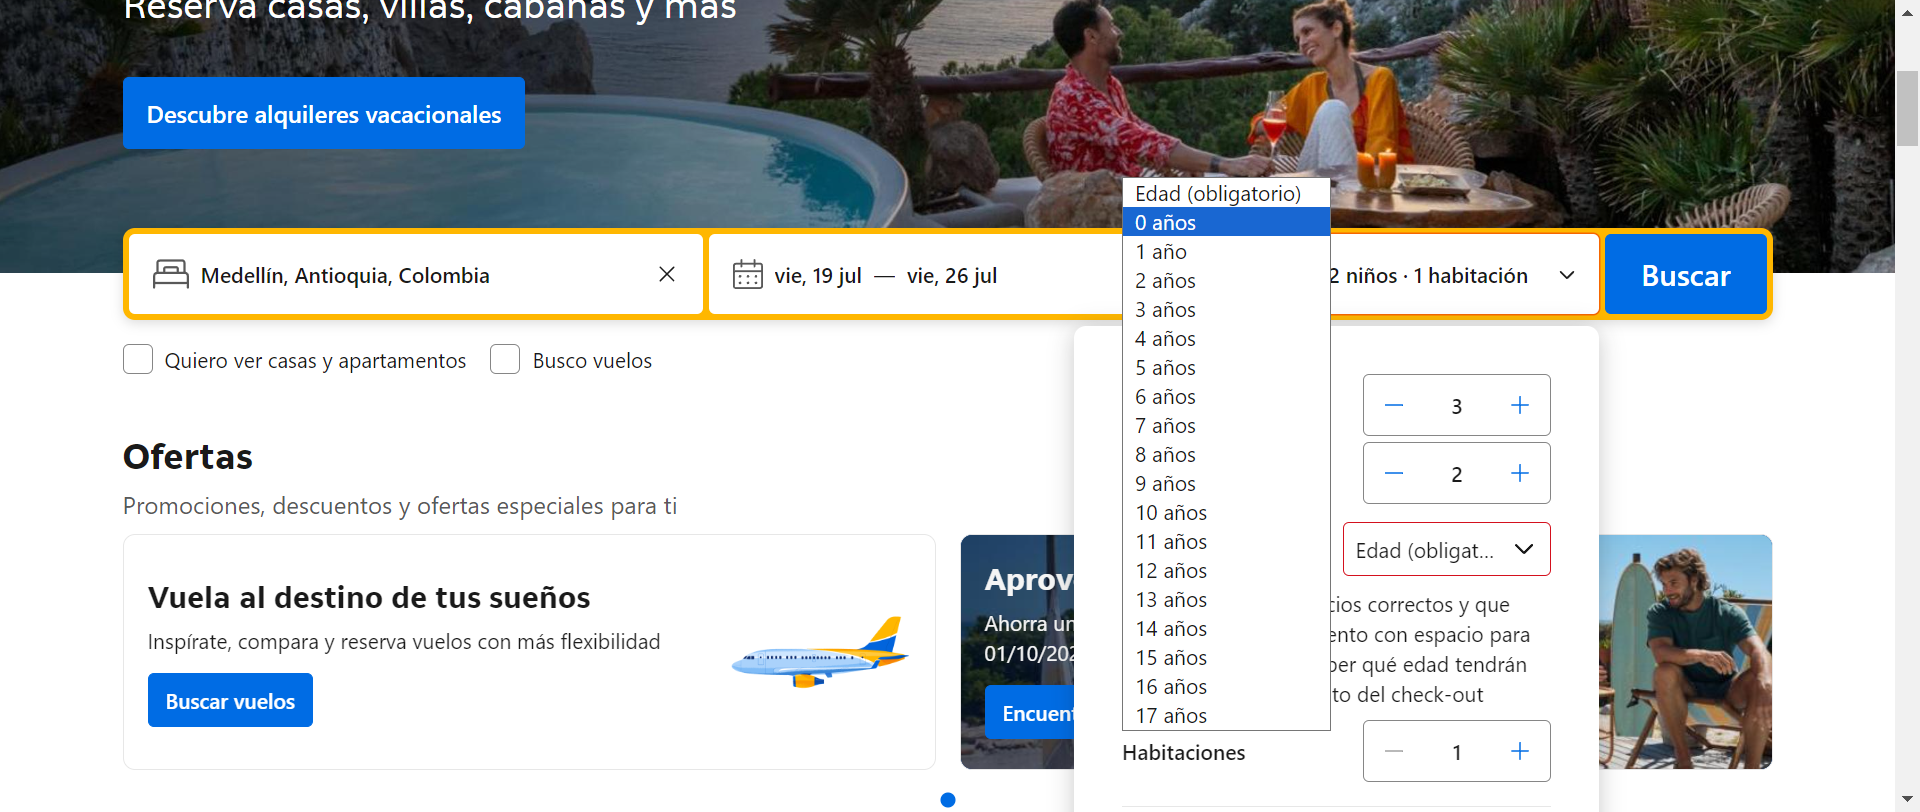 Reserva casas, villas, cabañas y más
Descubre alquileres vacacionales
Medellín, Antioquia, Colombia
vie, 19 jul — vie, 26 jul
2 niños · 1 habitación
Buscar
Quiero ver casas y apartamentos
Busco vuelos
Edad (obligatorio)
0 años
1 año
2 años
3 años
4 años
5 años
6 años
7 años
8 años
9 años
10 años
11 años
12 años
13 años
14 años
15 años
16 años
17 años
3
2
Edad (obligat...
cios correctos y que
ento con espacio para
ber qué edad tendrán
to del check-out
Habitaciones
1
Ofertas
Promociones, descuentos y ofertas especiales para ti
Vuela al destino de tus sueños
Inspírate, compara y reserva vuelos con más flexibilidad
Buscar vuelos
Aprov
Ahorra un
01/10/202
Encuent